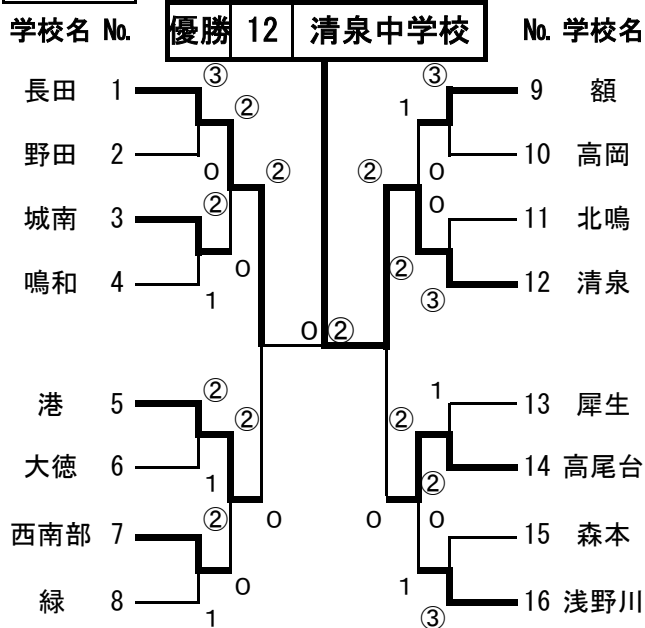 学校名 No. 優勝 12 清泉中学校 No. 学校名
③ ③
長田 1 ② 1 9 額
野田 2 10 高岡
0 ② ② 0
城南 3 ② 0 11 北鳴
鳴和 4 0 ② 12 清泉
1 ③
0 ②
港 5 ② 1 13 犀生
② ②
大徳 6 14 高尾台
1 ②
西南部 7 ② 0 0 0 15 森本
緑 8 0 1 16 浅野川
1 ③